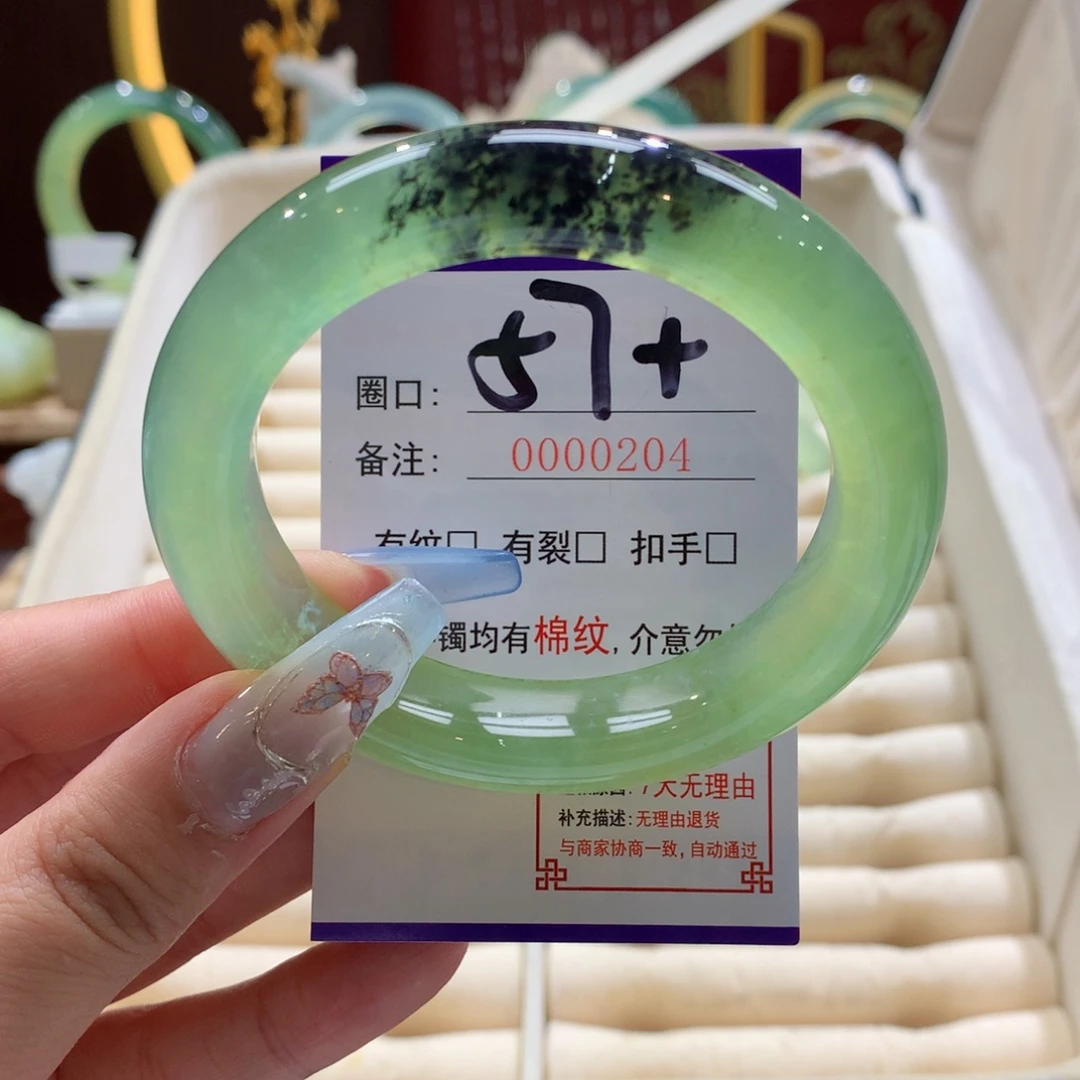 圈口: 57+
备注: 0000204
有纹□ 有裂□ 扣手□
镯均有棉纹, 介意勿
7天无理由
补充描述: 无理由退货
与商家协商一致, 自动通过